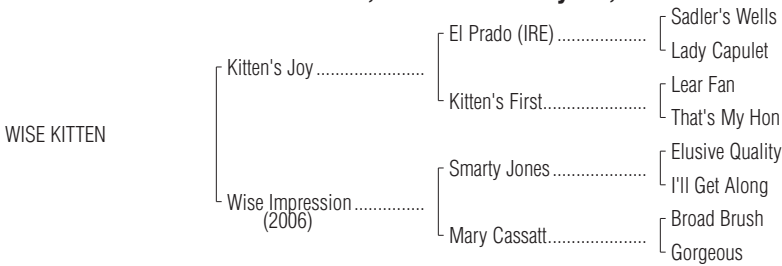 Sadler's Wells
El Prado (IRE)..................
Lady Capulet
Kitten's Joy......................
Lear Fan
Kitten's First.....................
That's My Hon
WISE KITTEN
Elusive Quality
Smarty Jones...................
I'll Get Along
Wise Impression...............
(2006)
Broad Brush
Mary Cassatt....................
Gorgeous